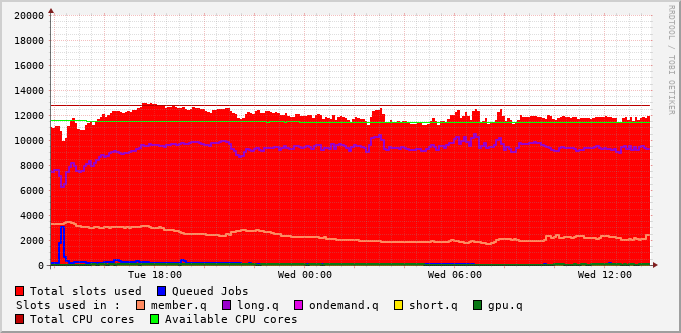 20000
18000
16000
14000
12000
10000
8000
6000
4000
2000
0
Tue 18:00 Wed 00:00 Wed 06:00 Wed 12:00
RRDTOOL / TOBI OETIKER
Total slots used Queued Jobs
Slots used in : member.q long.q ondemand.q short.q gpu.q
Total CPU cores Available CPU cores